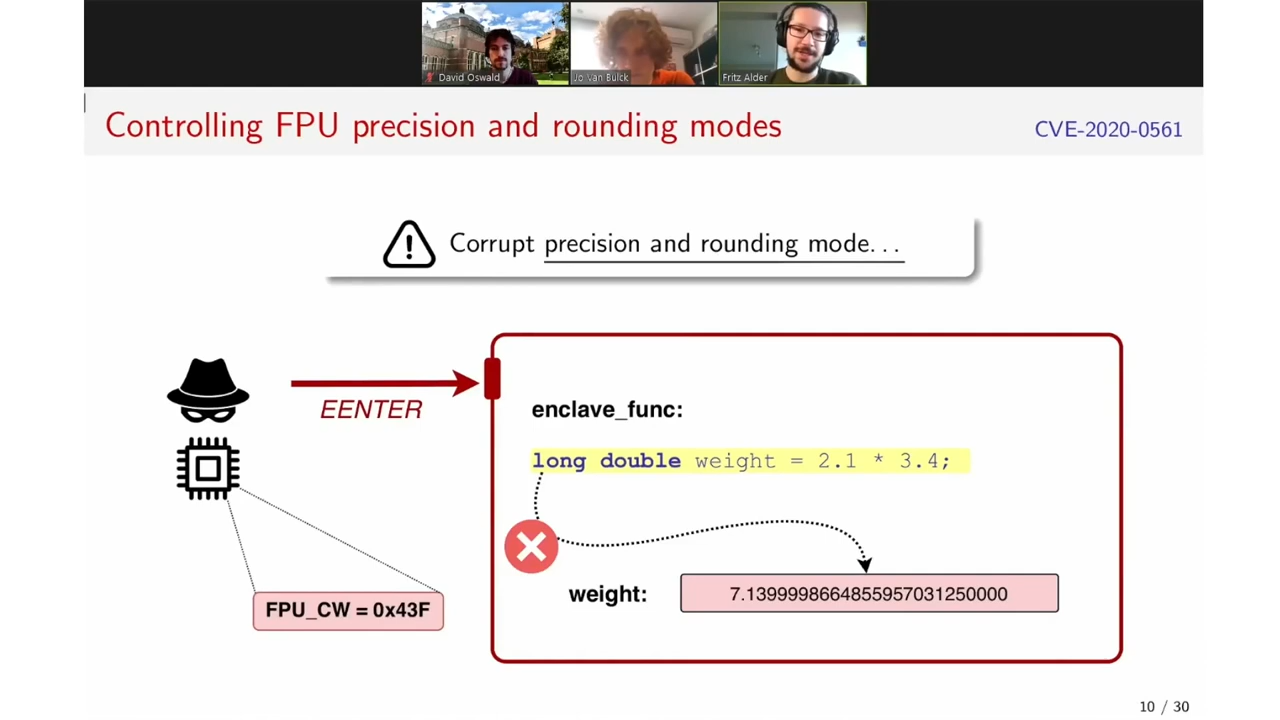 David Oswald
Jo Van Bulck
Fritz Alder
Controlling FPU precision and rounding modes
CVE-2020-0561
Corrupt precision and rounding mode...
EENTER
enclave_func:
long double weight = 2.1 * 3.4;
weight:
7.1399998664855957031250000
FPU_CW = 0x43F
10 / 30